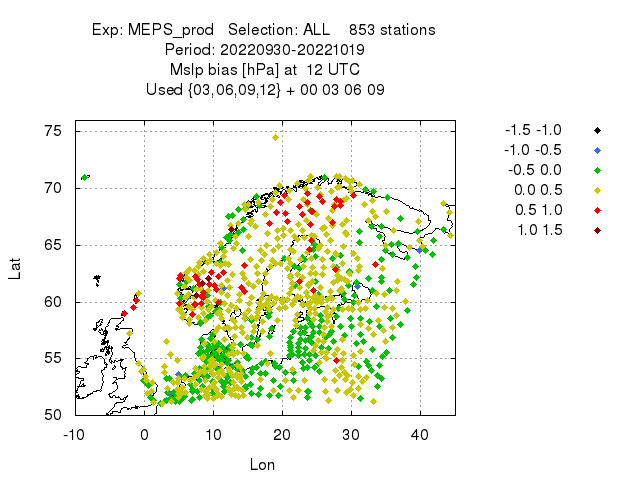 Exp: MEPS_prod   Selection: ALL    853 stations
Period: 20220930-20221019
Mslp bias [hPa] at  12 UTC
Used {03,06,09,12} + 00 03 06 09
75
70
65
60
55
50
Lat
-10 0 10 20 30 40
Lon
-1.5 -1.0
-1.0 -0.5
-0.5 0.0
0.0 0.5
0.5 1.0
1.0 1.5